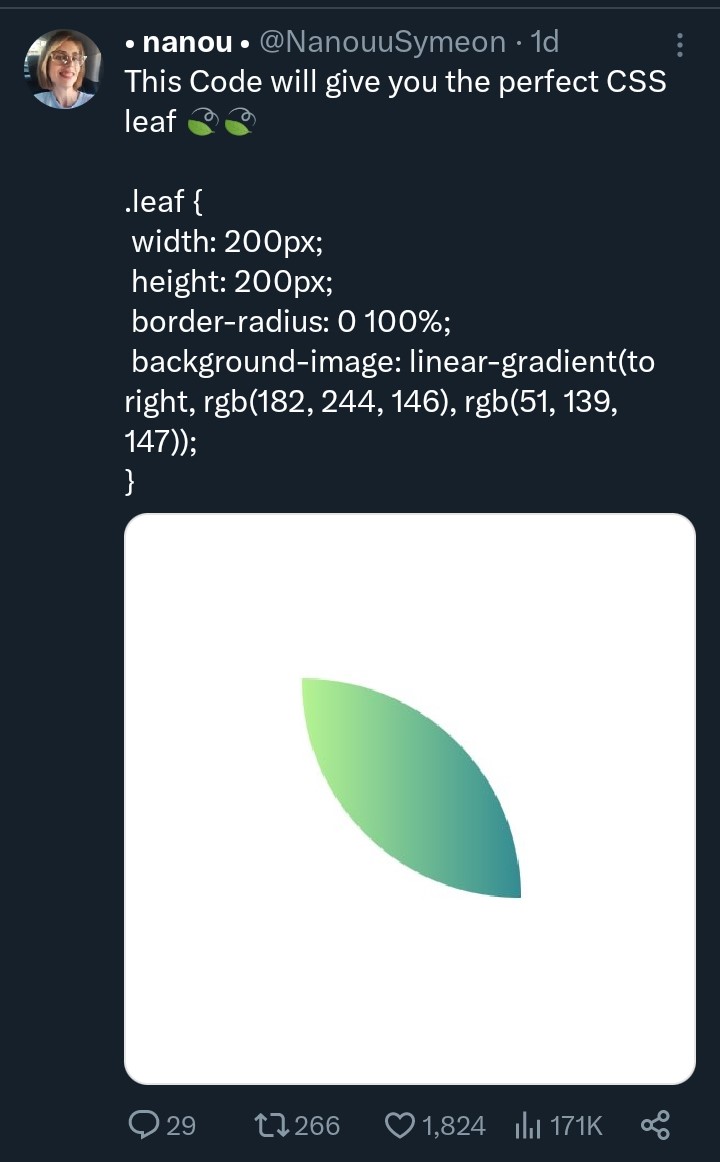 • nanou • @NanouuSymeon · 1d
This Code will give you the perfect CSS
leaf 🍃🍃
.leaf {
width: 200px;
height: 200px;
border-radius: 0 100%;
background-image: linear-gradient(to
right, rgb(182, 244, 146), rgb(51, 139,
147));
}
29 266 1,824 171K